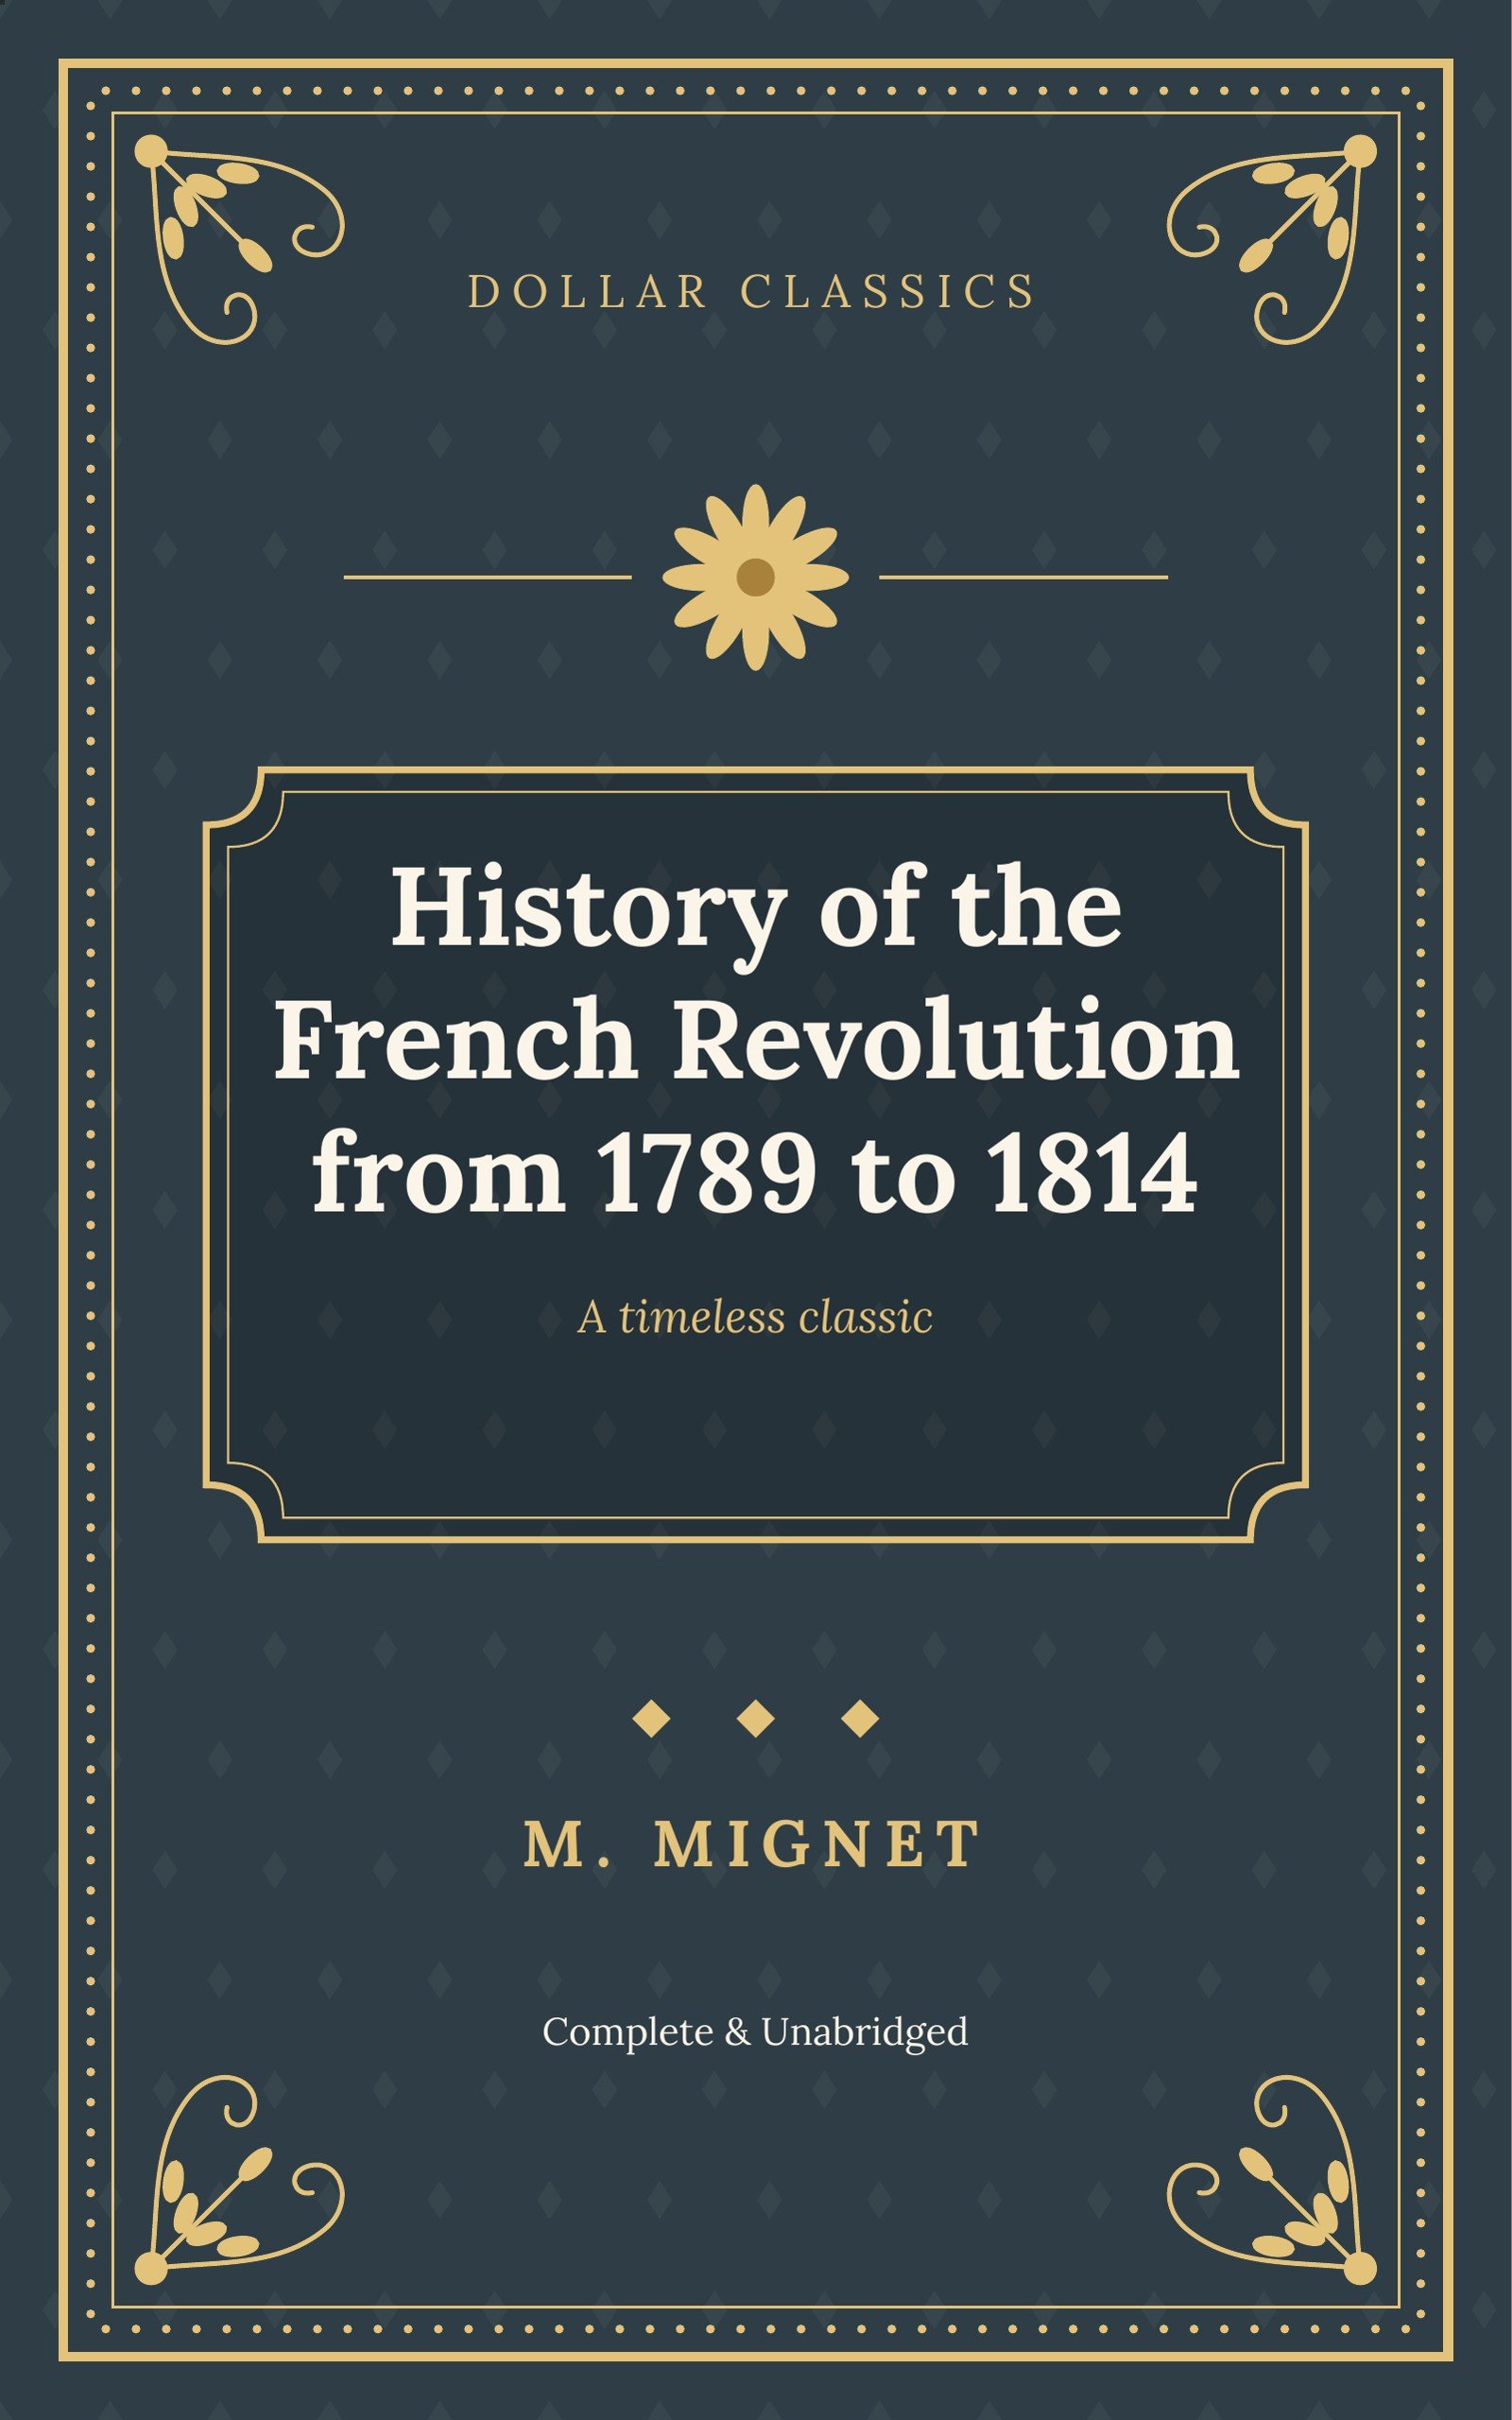 DOLLAR CLASSICS
History of the
French Revolution
from 1789 to 1814
A timeless classic
M. MIGNET
Complete & Unabridged